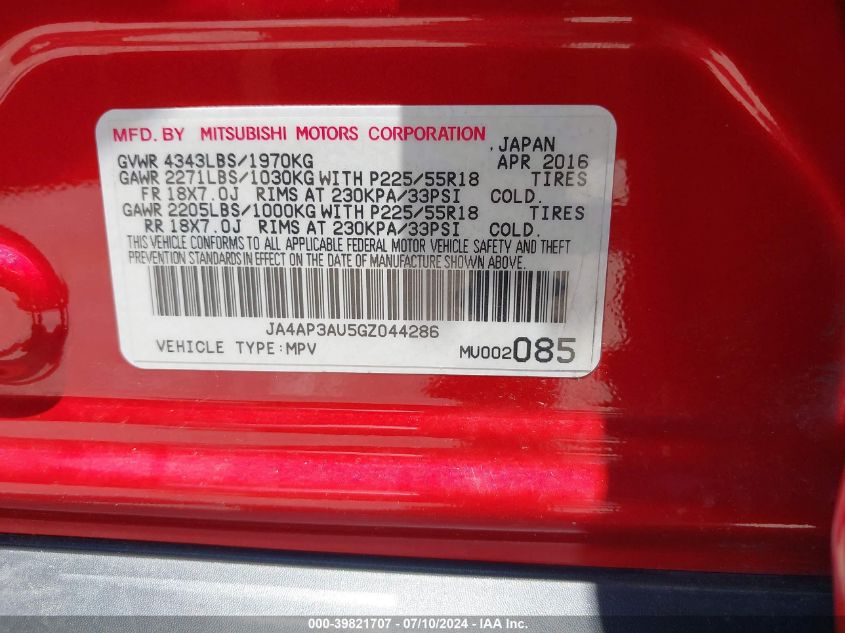 MFD. BY MITSUBISHI MOTORS CORPORATION , JAPAN
GVWR 4343LBS/1970KG APR 2016
GAWR 2271LBS/1030KG WITH P225/55R18 TIRES
FR 18X7.0J RIMS AT 230KPA/33PSI COLD.
GAWR 2205LBS/1000KG WITH P225/55R18 TIRES
RR 18X7.0J RIMS AT 230KPA/33PSI COLD.
THIS VEHICLE CONFORMS TO ALL APPLICABLE FEDERAL MOTOR VEHICLE SAFETY AND THEFT
PREVENTION STANDARDS IN EFFECT ON THE DATE OF MANUFACTURE SHOWN ABOVE.
JA4AP3AU5GZ044286
VEHICLE TYPE:MPV MU002085
000-39821707 - 07/10/2024 - IAAI.com